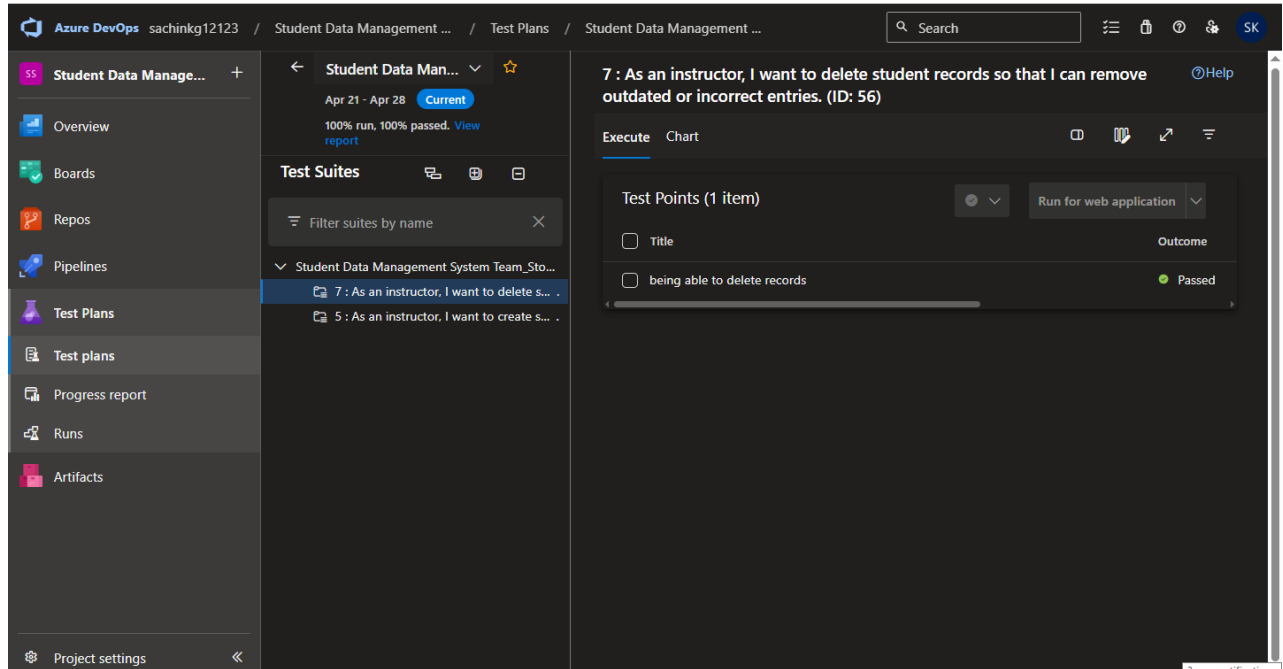 Azure DevOps sachinkg12123 / Student Data Management ... / Test Plans / Student Data Management ... Search SK
SS Student Data Manage... +
Overview
Boards
Repos
Pipelines
Test Plans
Test plans
Progress report
Runs
Artifacts
Project settings
Student Data Man...
Apr 21 - Apr 28 Current
100% run, 100% passed. View
report
Test Suites
Filter suites by name
Student Data Management System Team_Sto...
7 : As an instructor, I want to delete s... .
5 : As an instructor, I want to create s... .
7 : As an instructor, I want to delete student records so that I can remove
outdated or incorrect entries. (ID: 56)
Help
Execute Chart
Test Points (1 item)
Run for web application
Title Outcome
being able to delete records Passed